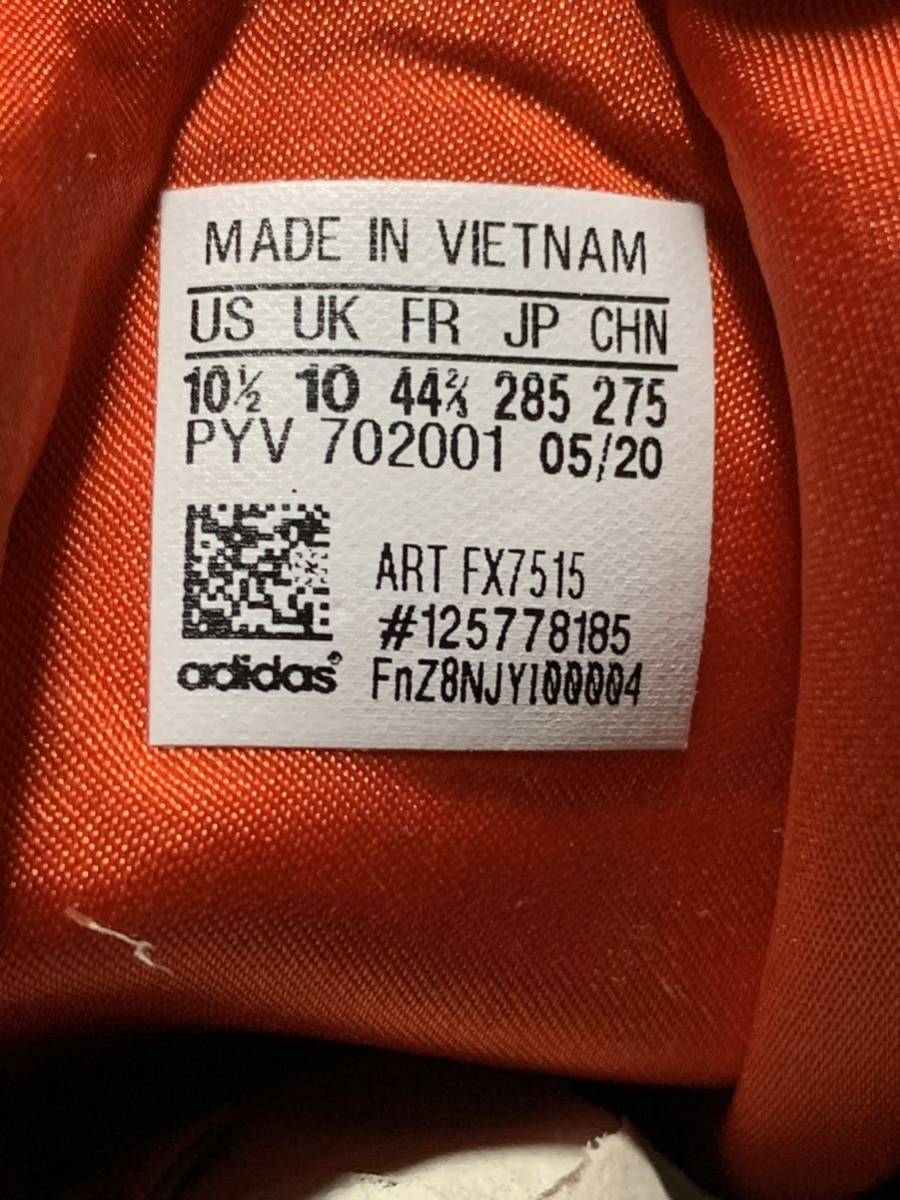 MADE IN VIETNAM
US UK FR JP CHN
10½ 10 44⅔ 285 275
PYV 702001 05/20
ART FX7515
#125778185
adidas® FnZ8NJY100004